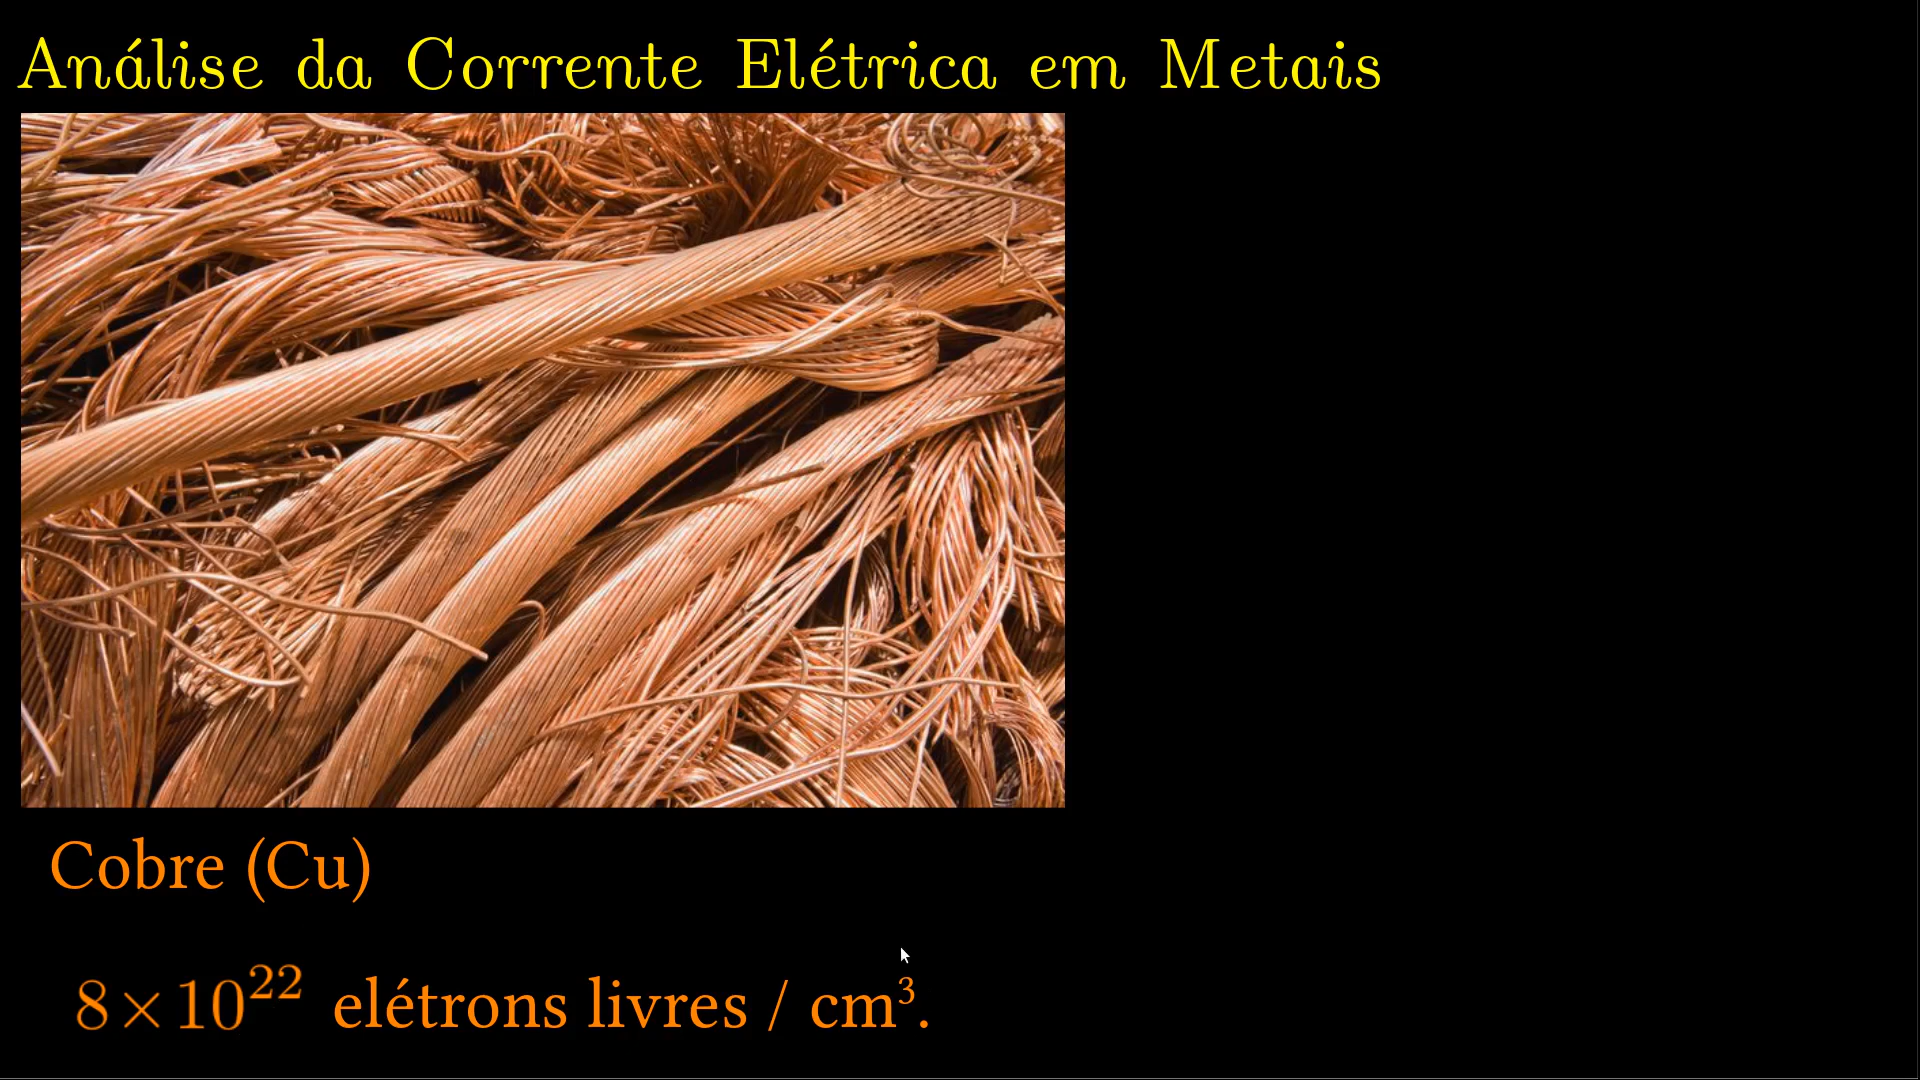 Análise da Corrente Elétrica em Metais
Cobre (Cu)
8×10²² elétrons livres / cm³.